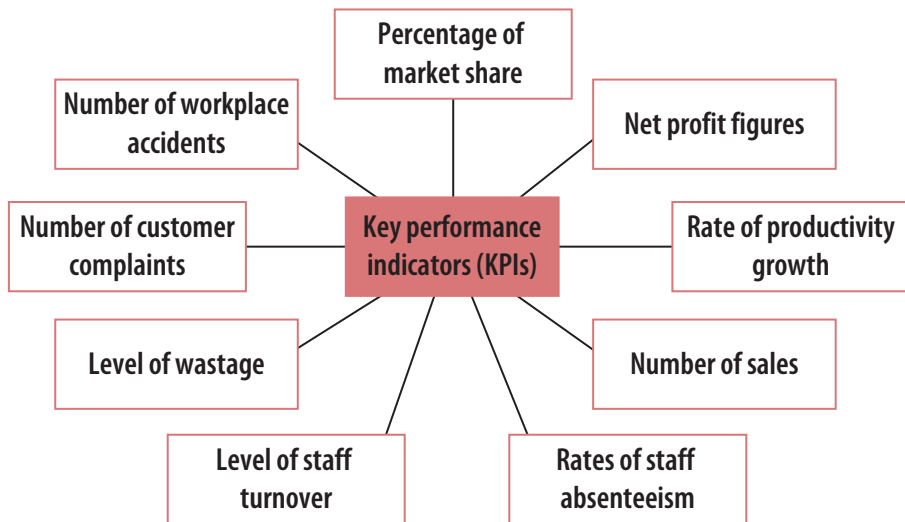 Percentage of
market share
Number of workplace
accidents
Net profit figures
Number of customer
complaints
Key performance
indicators (KPIs)
Rate of productivity
growth
Level of wastage
Number of sales
Level of staff
turnover
Rates of staff
absenteeism